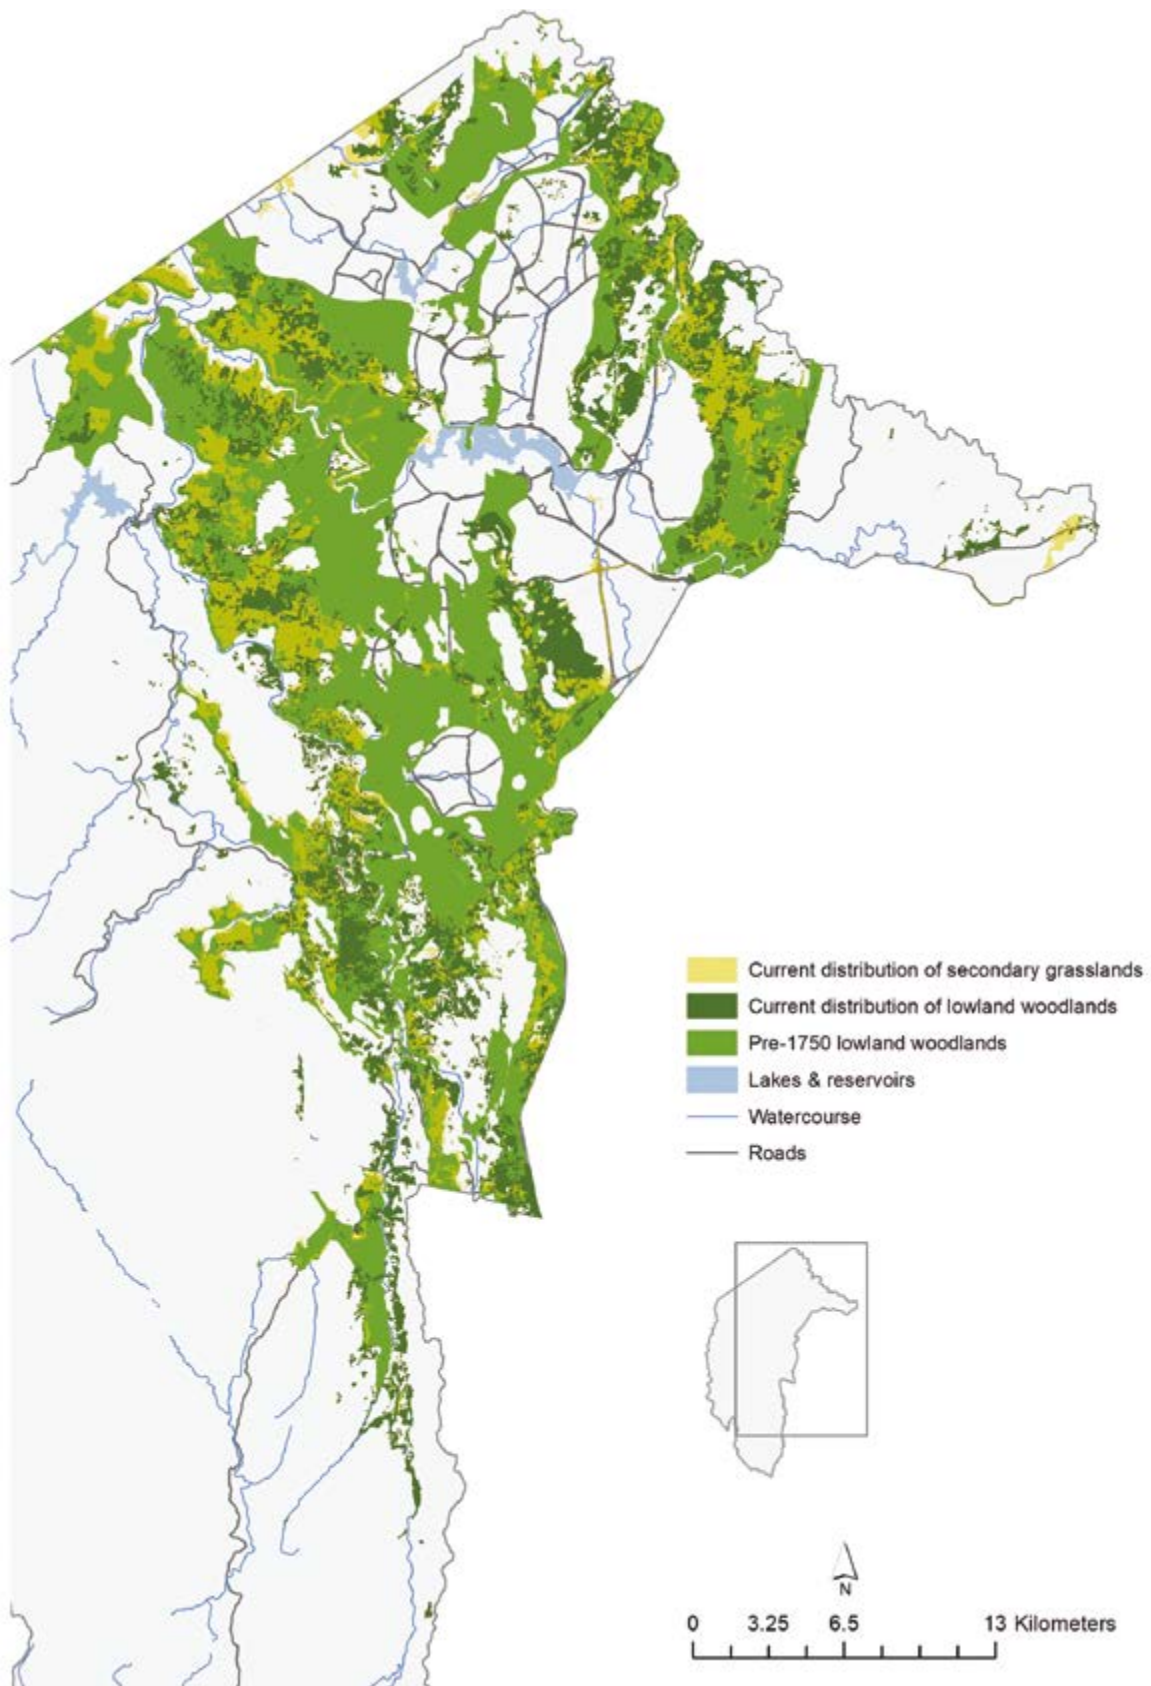 Current distribution of secondary grasslands
Current distribution of lowland woodlands
Pre-1750 lowland woodlands
Lakes & reservoirs
Watercourse
Roads
N
0 3.25 6.5 13 Kilometers